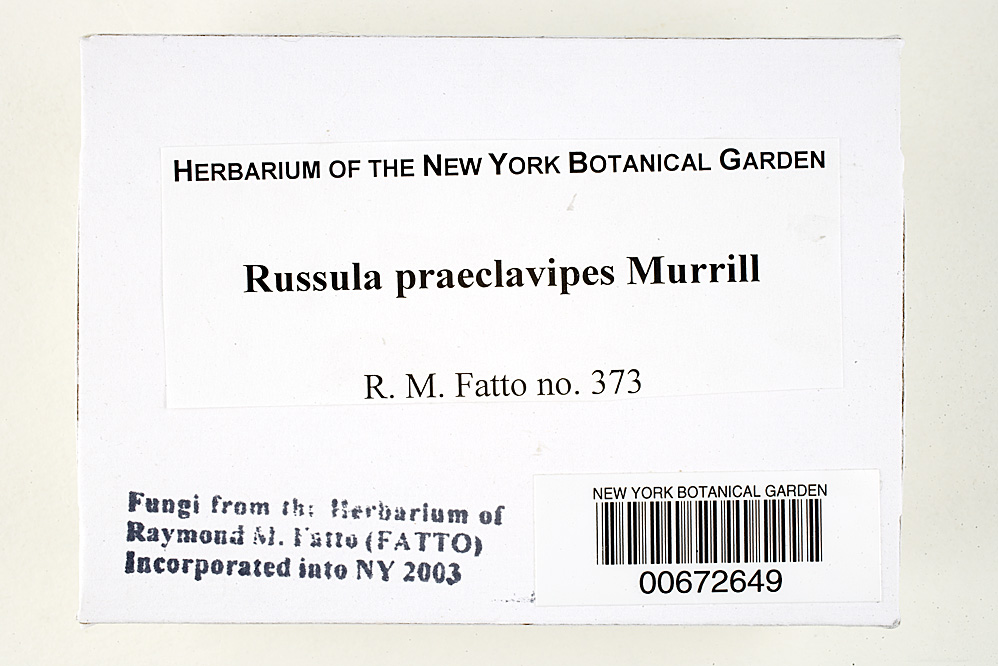 HERBARIUM OF THE NEW YORK BOTANICAL GARDEN
Russula praeclavipes Murrill
R. M. Fatto no. 373
Fungi from the Herbarium of
Raymond M. Fatto (FATTO)
Incorporated into NY 2003
NEW YORK BOTANICAL GARDEN
00672649